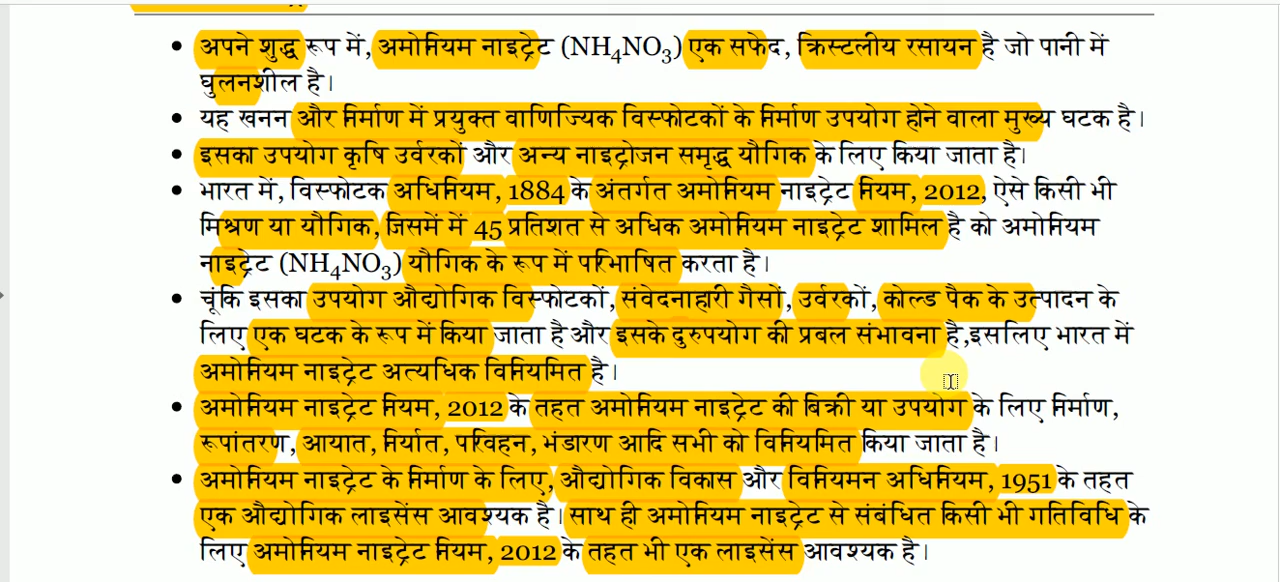 • अपने शुद्ध रूप में, अमोनियम नाइट्रेट (NH₄NO₃) एक सफेद, क्रिस्टलीय रसायन है जो पानी में
घुलनशील है।
• यह खनन और निर्माण में प्रयुक्त वाणिज्यिक विस्फोटकों के निर्माण उपयोग होने वाला मुख्य घटक है।
• इसका उपयोग कृषि उर्वरकों और अन्य नाइट्रोजन समृद्ध यौगिक के लिए किया जाता है।
• भारत में, विस्फोटक अधिनियम, 1884 के अंतर्गत अमोनियम नाइट्रेट नियम, 2012, ऐसे किसी भी
मिश्रण या यौगिक, जिसमें में 45 प्रतिशत से अधिक अमोनियम नाइट्रेट शामिल है को अमोनियम
नाइट्रेट (NH₄NO₃) यौगिक के रूप में परिभाषित करता है।
• चूंकि इसका उपयोग औद्योगिक विस्फोटकों, संवेदनाहारी गैसों, उर्वरकों, कोल्ड पैक के उत्पादन के
लिए एक घटक के रूप में किया जाता है और इसके दुरुपयोग की प्रबल संभावना है,इसलिए भारत में
अमोनियम नाइट्रेट अत्यधिक विनियमित है।
• अमोनियम नाइट्रेट नियम, 2012 के तहत अमोनियम नाइट्रेट की बिक्री या उपयोग के लिए निर्माण,
रूपांतरण, आयात, निर्यात, परिवहन, भंडारण आदि सभी को विनियमित किया जाता है।
• अमोनियम नाइट्रेट के निर्माण के लिए, औद्योगिक विकास और विनियमन अधिनियम, 1951 के तहत
एक औद्योगिक लाइसेंस आवश्यक है। साथ ही अमोनियम नाइट्रेट से संबंधित किसी भी गतिविधि के
लिए अमोनियम नाइट्रेट नियम, 2012 के तहत भी एक लाइसेंस आवश्यक है।